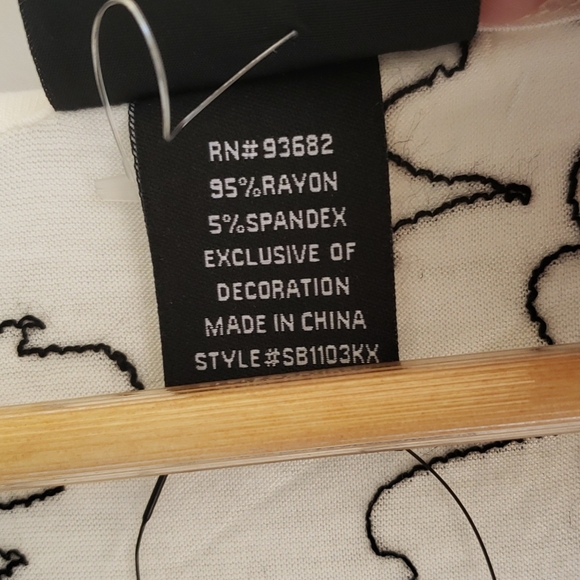 RN#93682
95%RAYON
5%SPANDEX
EXCLUSIVE OF
DECORATION
MADE IN CHINA
STYLE#SB1103KX